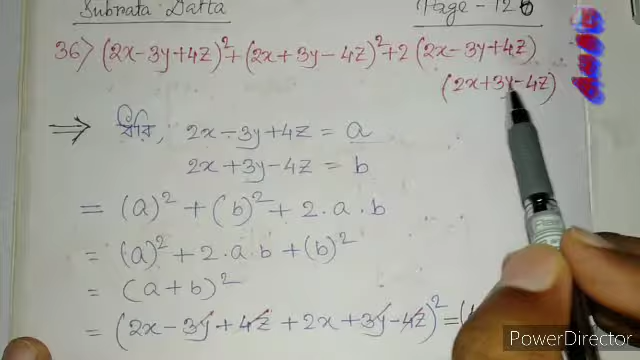 Subrata Datta
Page - 126
36> (2x-3y+4z)²+(2x+3y-4z)²+2(2x-3y+4z)
(2x+3y-4z)
⇒ ধরি, 2x-3y+4z = a
2x+3y-4z = b
= (a)² + (b)² + 2.a.b
= (a)² + 2.a.b + (b)²
= (a+b)²
= (2x-3y+4z+2x+3y-4z)² = (4
PowerDirector